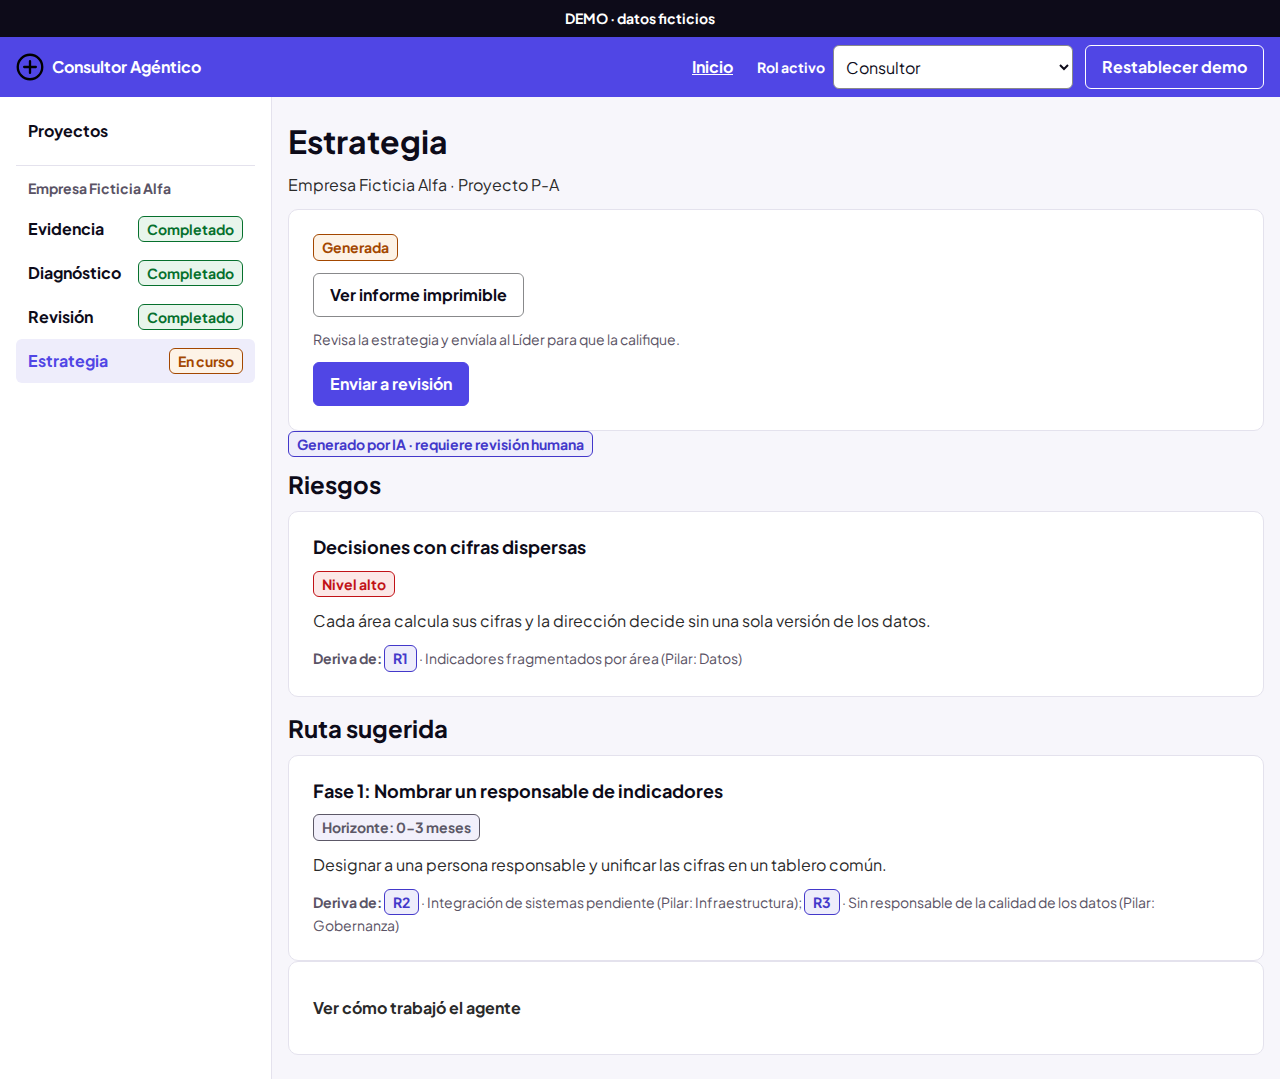 DEMO · datos ficticios
Consultor Agéntico
Inicio
Rol activo
Consultor
Restablecer demo
Proyectos
Empresa Ficticia Alfa
Evidencia
Completado
Diagnóstico
Completado
Revisión
Completado
Estrategia
En curso
Estrategia
Empresa Ficticia Alfa · Proyecto P-A
Generada
Ver informe imprimible
Revisa la estrategia y envíala al Líder para que la califique.
Enviar a revisión
Generado por IA · requiere revisión humana
Riesgos
Decisiones con cifras dispersas
Nivel alto
Cada área calcula sus cifras y la dirección decide sin una sola versión de los datos.
Deriva de: R1 · Indicadores fragmentados por área (Pilar: Datos)
Ruta sugerida
Fase 1: Nombrar un responsable de indicadores
Horizonte: 0–3 meses
Designar a una persona responsable y unificar las cifras en un tablero común.
Deriva de: R2 · Integración de sistemas pendiente (Pilar: Infraestructura); R3 · Sin responsable de la calidad de los datos (Pilar:
Gobernanza)
Ver cómo trabajó el agente